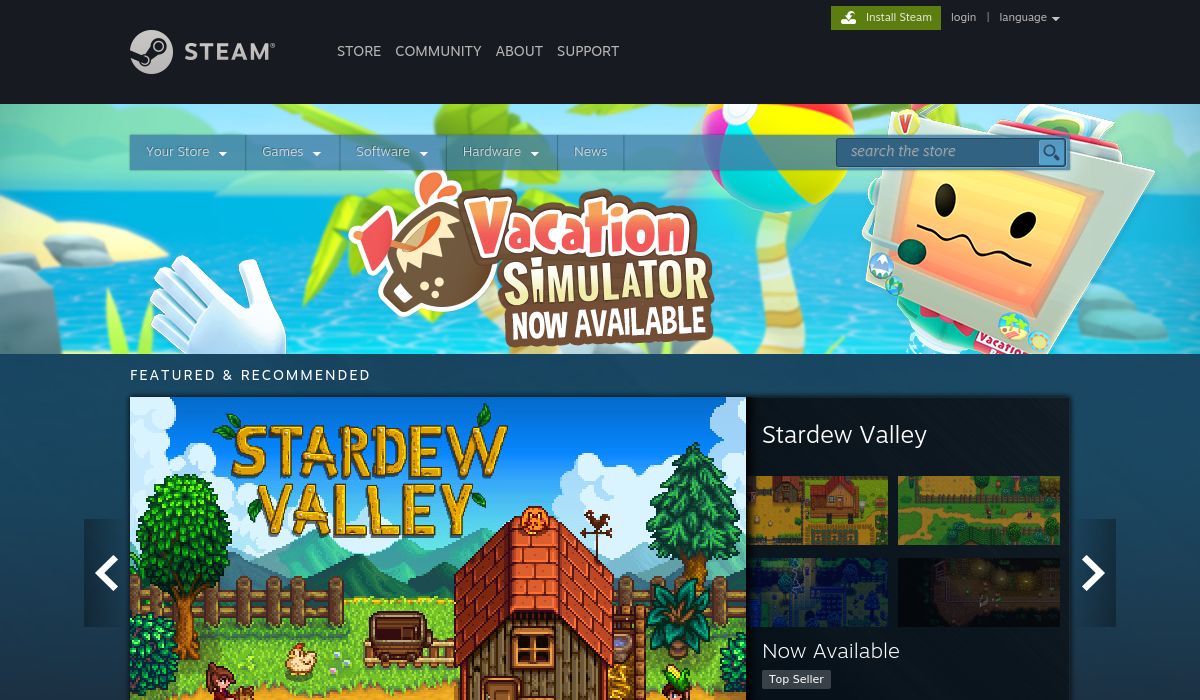 Install Steam login | language
STEAM®
STORE COMMUNITY ABOUT SUPPORT
Your Store Games Software Hardware News
search the store
V
Vacation
SiMULATOR
NOW AVAILABLE
Vacation
FEATURED & RECOMMENDED
STARDEW
VALLEY
Stardew Valley
Now Available
Top Seller